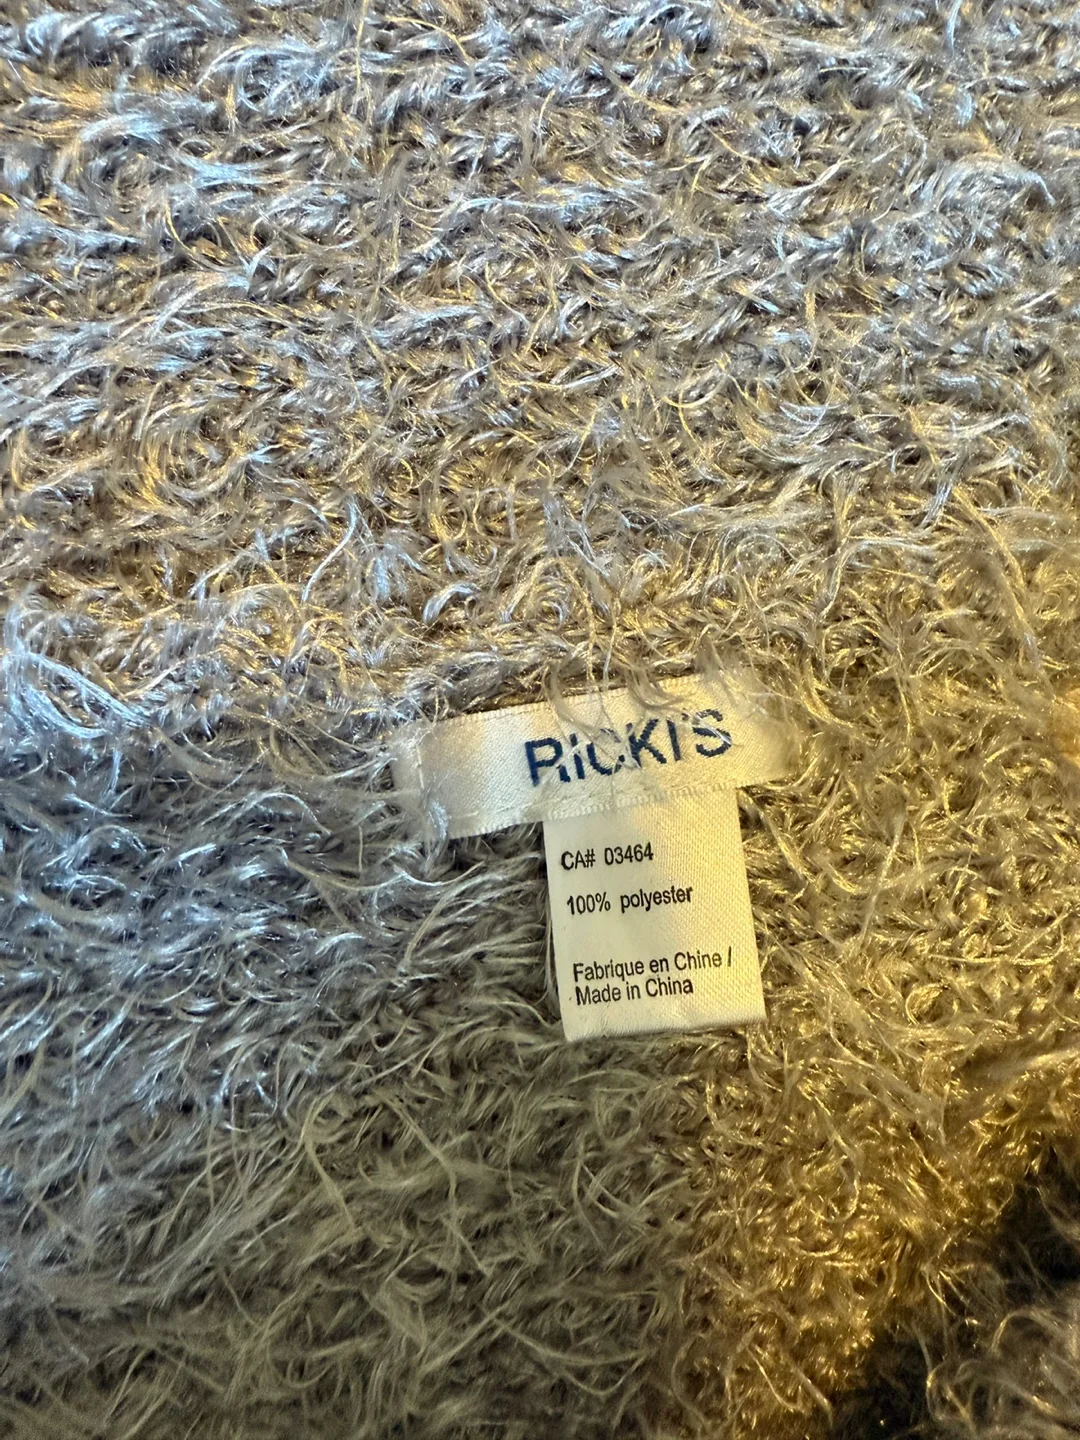 RICKI'S
CA# 03464
100% polyester
Fabrique en Chine /
Made in China